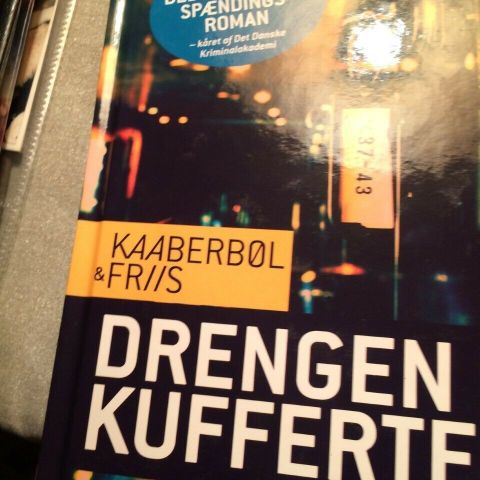 SPÆNDINGS
ROMAN
– kåret af Det Danske
Kriminalakademi
37-43
KAABERBØL
& FRIIS
DRENGEN
KUFFERTE